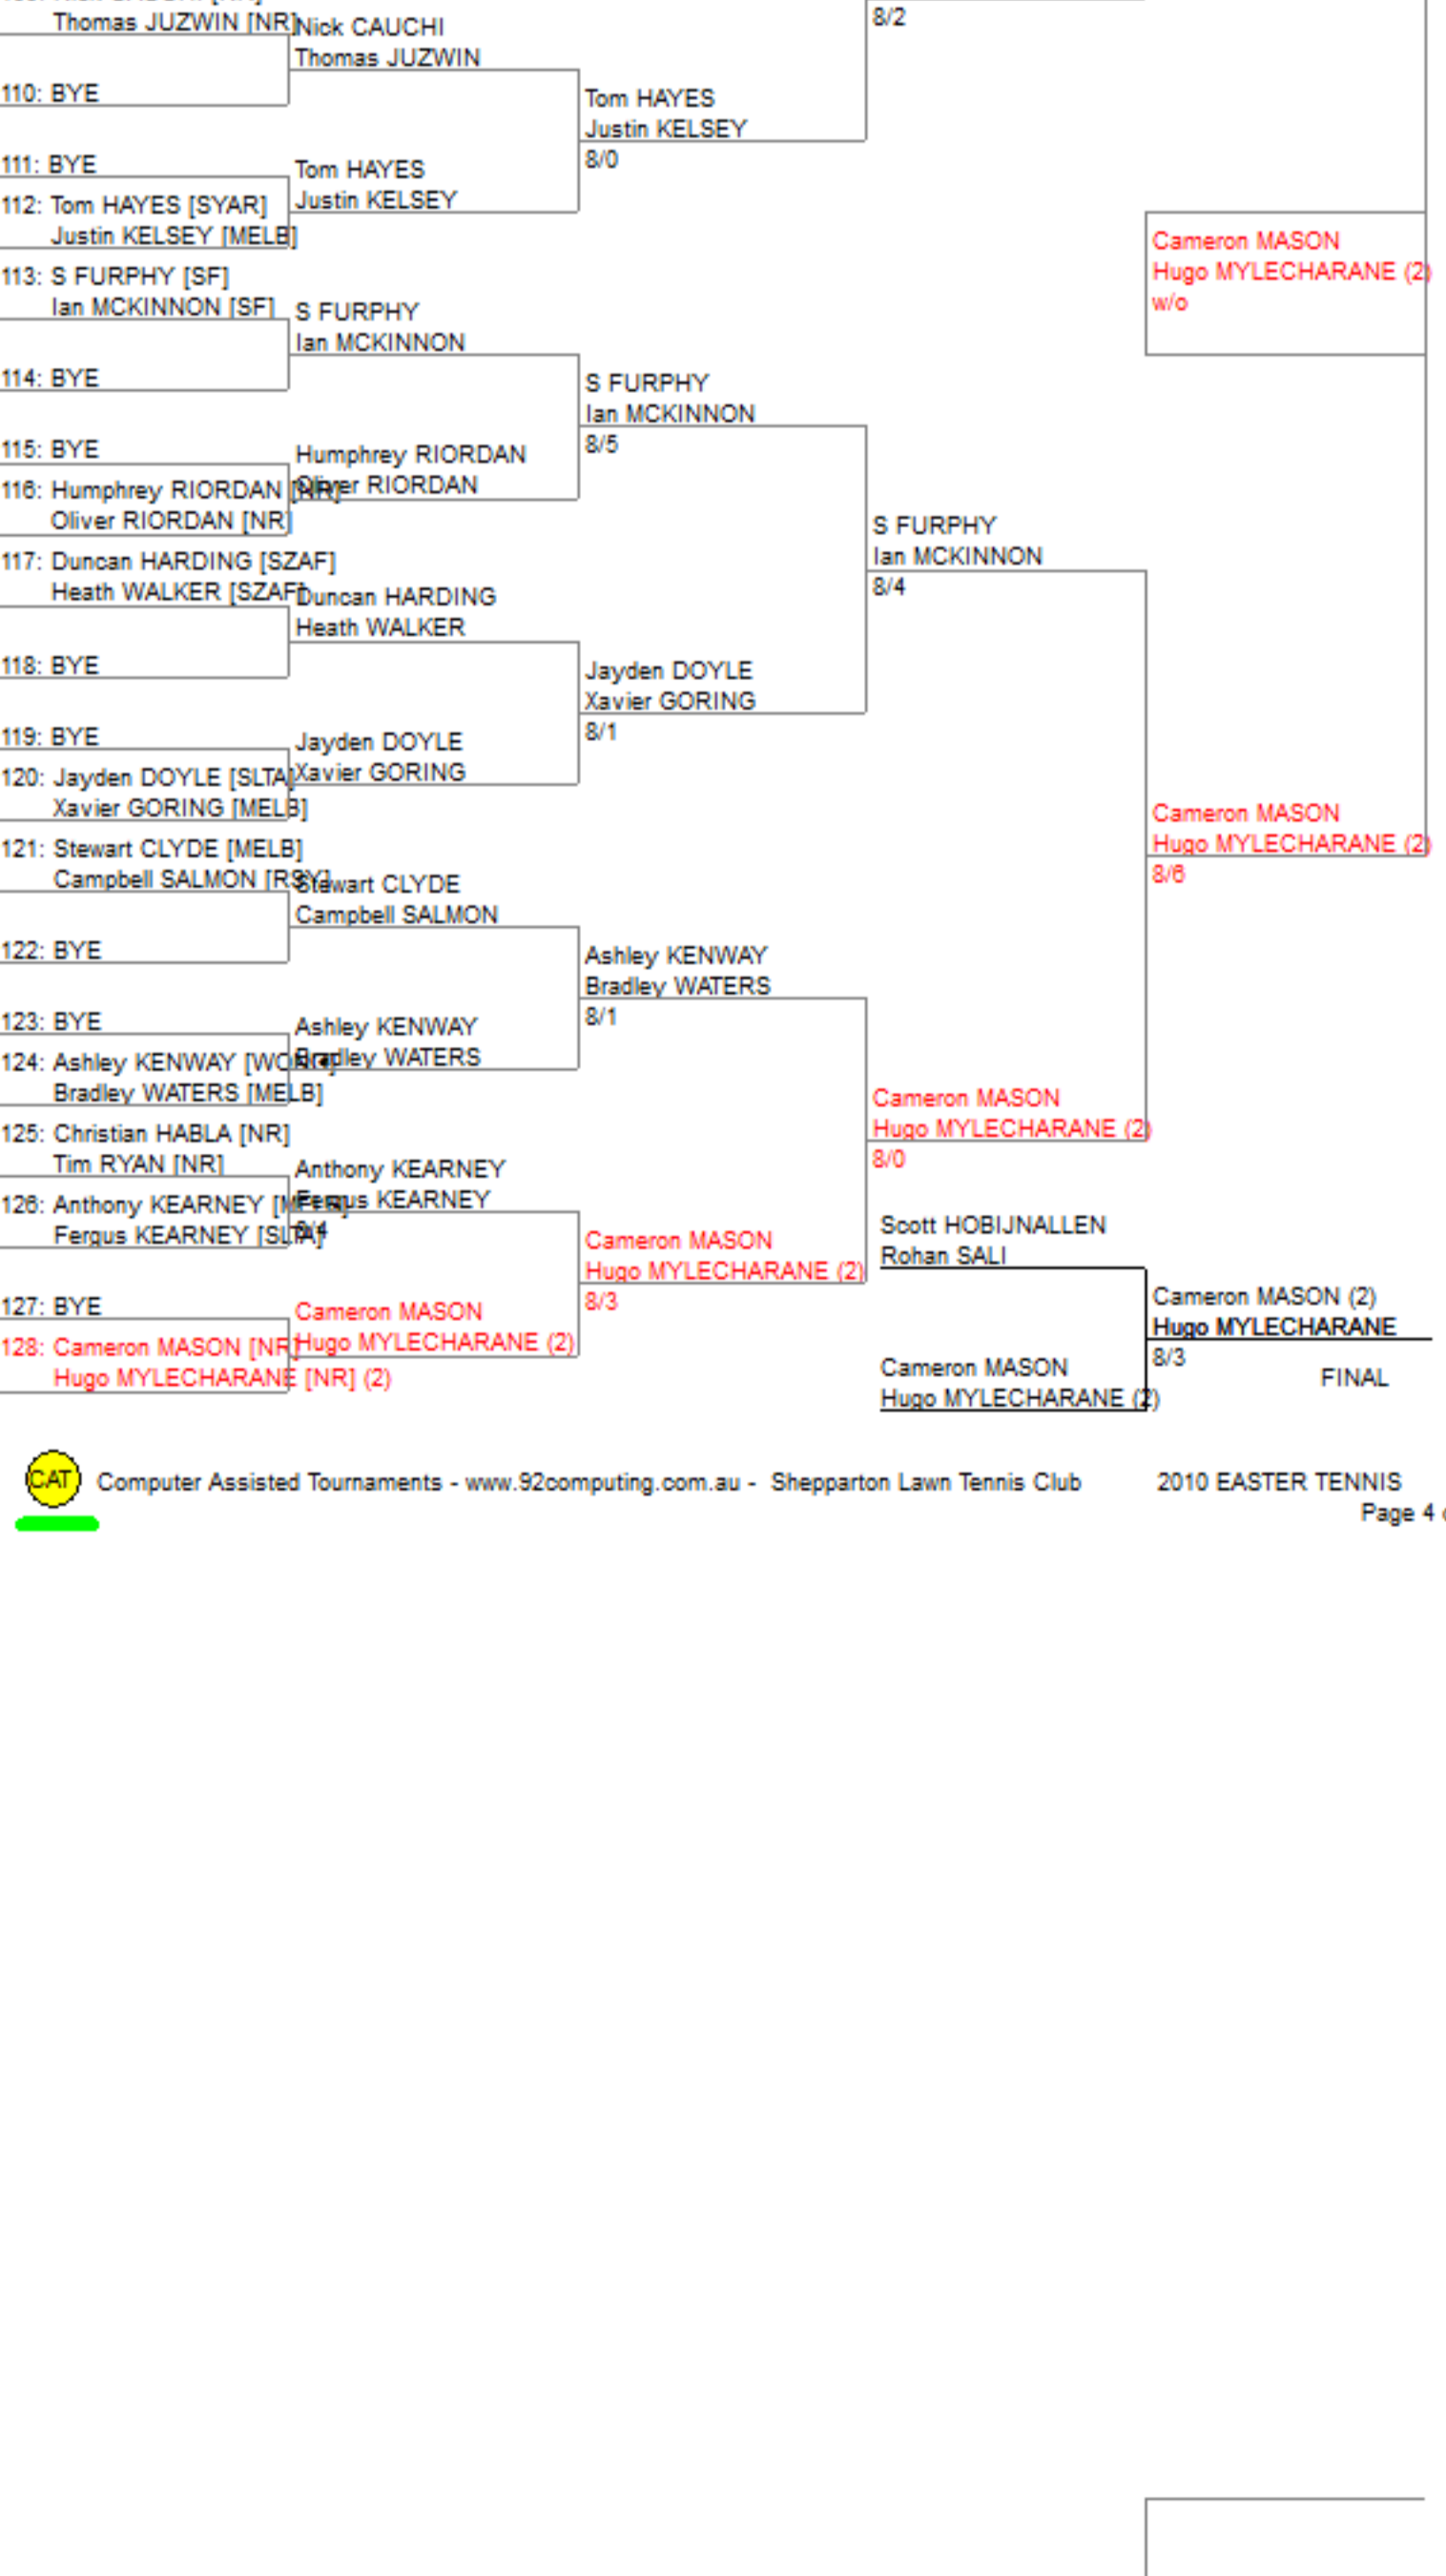 Thomas JUZWIN [NR]
110: BYE
111: BYE
112: Tom HAYES [SYAR]
Justin KELSEY [MELB]
113: S FURPHY [SF]
Ian MCKINNON [SF]
114: BYE
115: BYE
116: Humphrey RIORDAN [NR]
Oliver RIORDAN [NR]
117: Duncan HARDING [SZAF]
Heath WALKER [SZAF]
118: BYE
119: BYE
120: Jayden DOYLE [SLTA]
Xavier GORING [MELB]
121: Stewart CLYDE [MELB]
Campbell SALMON [RSY]
122: BYE
123: BYE
124: Ashley KENWAY
Bradley WATERS [MELB]
125: Christian HABLA [NR]
Tim RYAN [NR]
126: Anthony KEARNEY
Fergus KEARNEY [SLTA]
127: BYE
128: Cameron MASON [NR]
Hugo MYLECHARANE [NR] (2)
Nick CAUCHI
Thomas JUZWIN
Tom HAYES
Justin KELSEY
S FURPHY
Ian MCKINNON
Humphrey RIORDAN
Oliver RIORDAN
Duncan HARDING
Heath WALKER
Jayden DOYLE
Xavier GORING
Stewart CLYDE
Campbell SALMON
Ashley KENWAY
Bradley WATERS
Anthony KEARNEY
Fergus KEARNEY
Cameron MASON
Hugo MYLECHARANE (2)
Tom HAYES
Justin KELSEY
8/0
S FURPHY
Ian MCKINNON
8/5
Jayden DOYLE
Xavier GORING
8/1
Ashley KENWAY
Bradley WATERS
8/1
Cameron MASON
Hugo MYLECHARANE (2)
8/3
8/2
S FURPHY
Ian MCKINNON
8/4
Cameron MASON
Hugo MYLECHARANE (2)
8/0
Cameron MASON
Hugo MYLECHARANE (2)
w/o
Cameron MASON
Hugo MYLECHARANE (2)
8/6
Scott HOBIJNALLEN
Rohan SALI
Cameron MASON
Hugo MYLECHARANE (2)
Cameron MASON (2)
Hugo MYLECHARANE
8/3
FINAL
CAT
Computer Assisted Tournaments - www.92computing.com.au - Shepparton Lawn Tennis Club
2010 EASTER TENNIS
Page 4